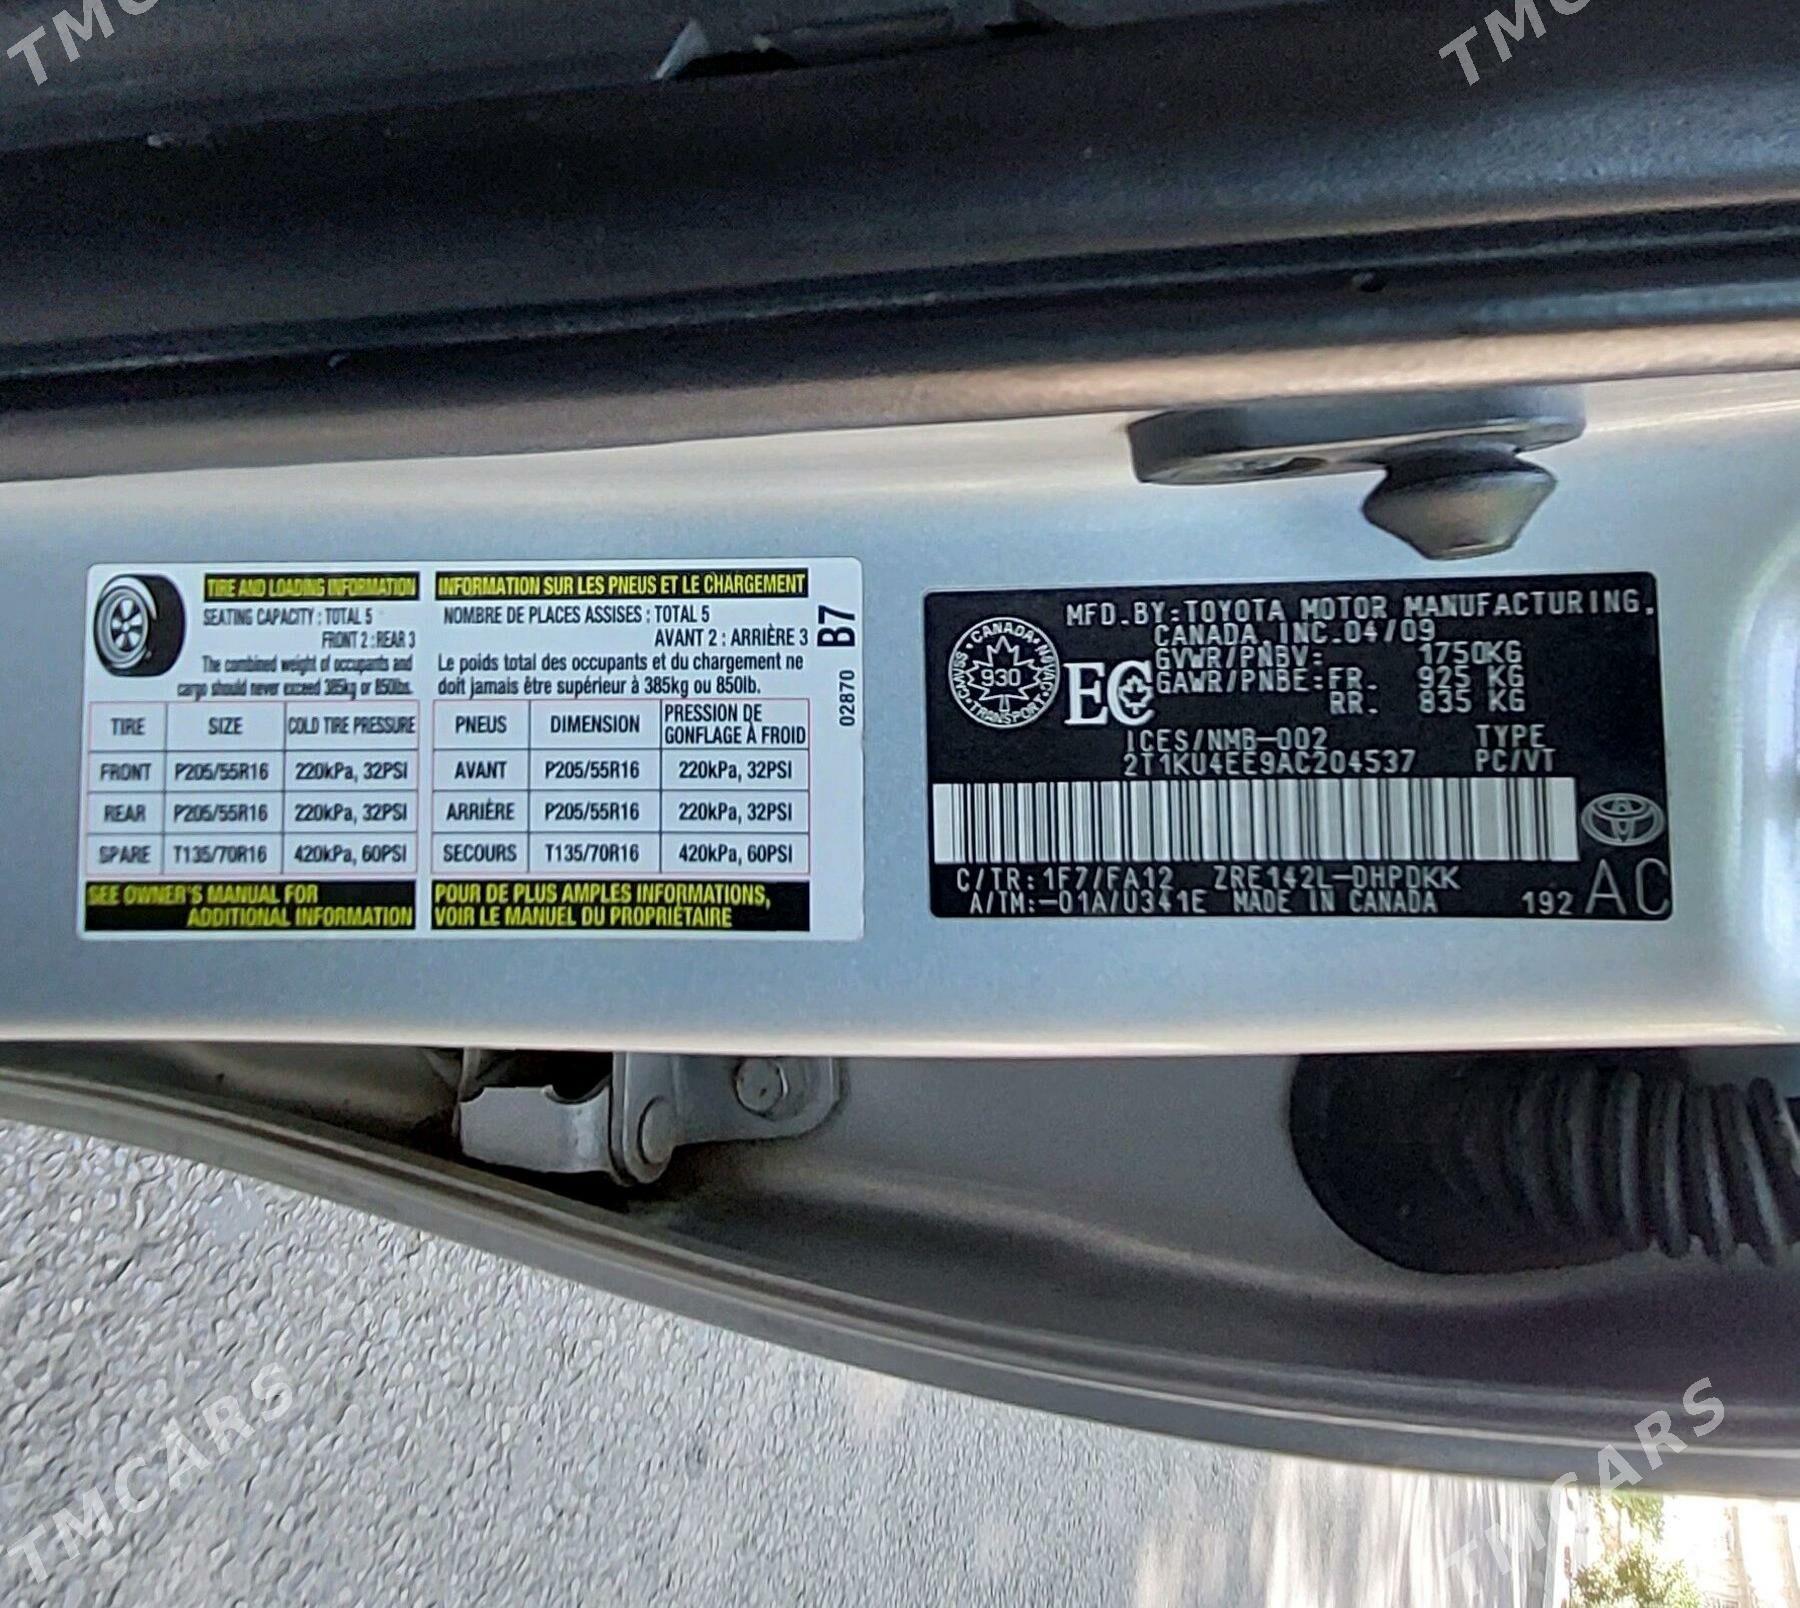 TMCARS
TMCARS
TIRE AND LOADING INFORMATION
SEATING CAPACITY : TOTAL 5
FRONT 2 : REAR 3
The combined weight of occupants and
cargo should never exceed 385kg or 850lbs.
TIRE SIZE COLD TIRE PRESSURE
FRONT P205/55R16 220kPa, 32PSI
REAR P205/55R16 220kPa, 32PSI
SPARE T135/70R16 420kPa, 60PSI
SEE OWNER'S MANUAL FOR
ADDITIONAL INFORMATION
INFORMATION SUR LES PNEUS ET LE CHARGEMENT
NOMBRE DE PLACES ASSISES : TOTAL 5
AVANT 2 : ARRIÈRE 3
Le poids total des occupants et du chargement ne
doit jamais être supérieur à 385kg ou 850lb.
PNEUS DIMENSION PRESSION DE GONFLAGE À FROID
AVANT P205/55R16 220kPa, 32PSI
ARRIÈRE P205/55R16 220kPa, 32PSI
SECOURS T135/70R16 420kPa, 60PSI
POUR DE PLUS AMPLES INFORMATIONS,
VOIR LE MANUEL DU PROPRIÉTAIRE
B7
02870
MFD.BY:TOYOTA MOTOR MANUFACTURING,
CANADA, INC.04/09
GVWR/PNBV: 1750KG
GAWR/PNBE:FR. 925 KG
RR. 835 KG
CANADA
CMVSS 930 NSVAC
TRANSPORT
EC
ICES/NMB-002 TYPE
2T1KU4EE9AC204537 PC/VT
C/TR:1F7/FA12 ZRE142L-DHPDKK
A/TM:-01A/U341E MADE IN CANADA 192 AC
TMCARS
TMCARS